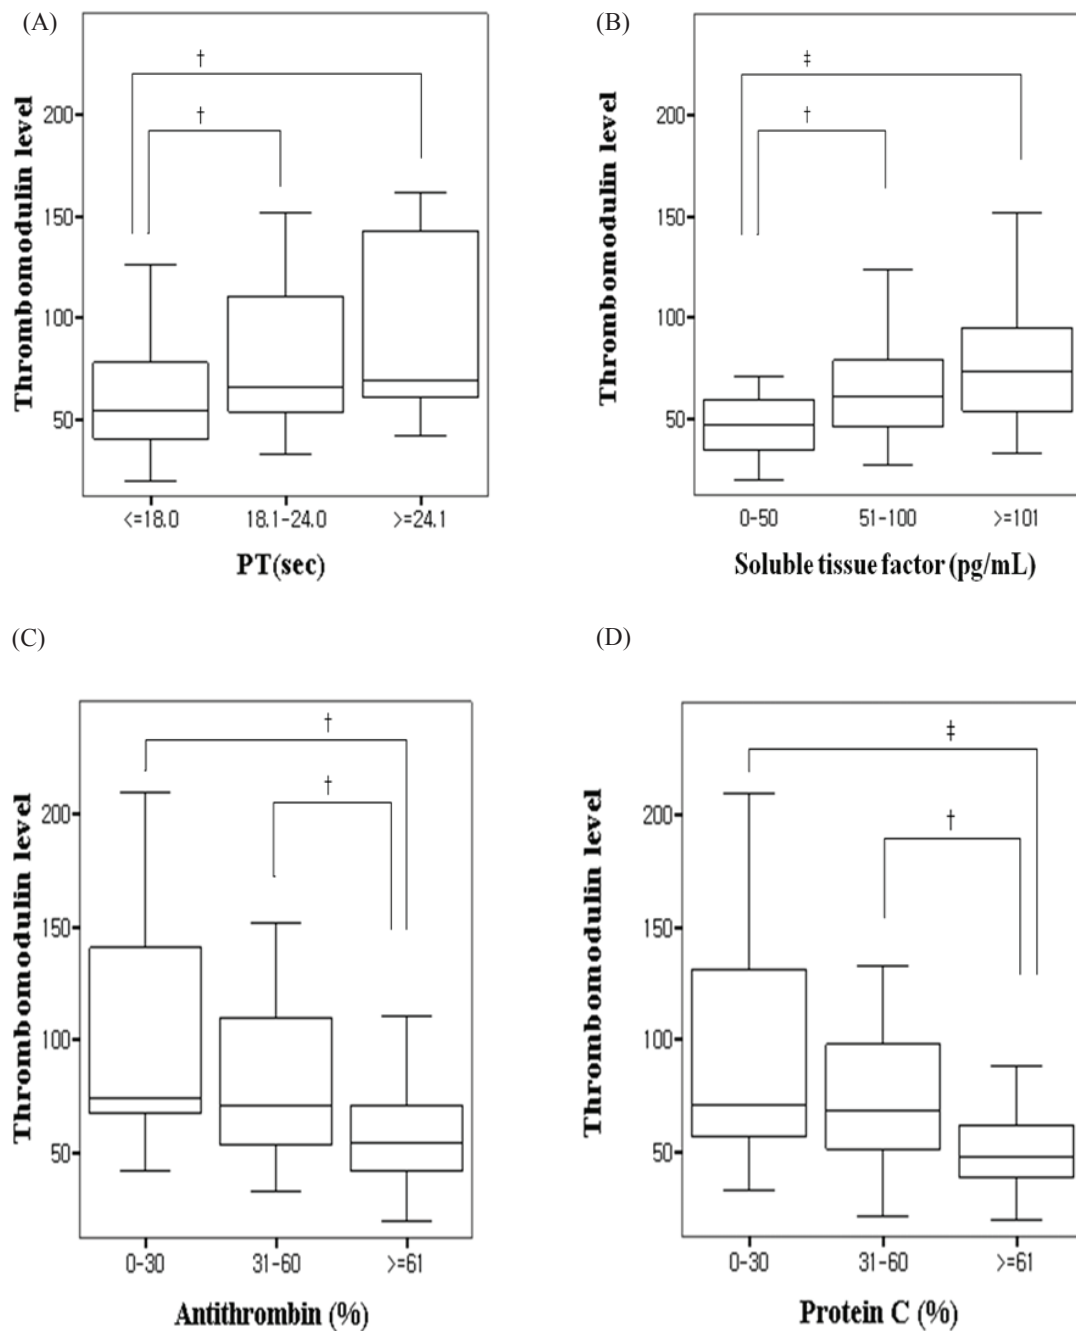 (A)
†
†
Thrombomodulin level
200
150
100
50
<=18.0 18.1-24.0 >=24.1
PT(sec)
(B)
‡
†
Thrombomodulin level
200
150
100
50
0-50 51-100 >=101
Soluble tissue factor (pg/mL)
(C)
†
†
Thrombomodulin level
200
150
100
50
0-30 31-60 >=61
Antithrombin (%)
(D)
‡
†
Thrombomodulin level
200
150
100
50
0-30 31-60 >=61
Protein C (%)